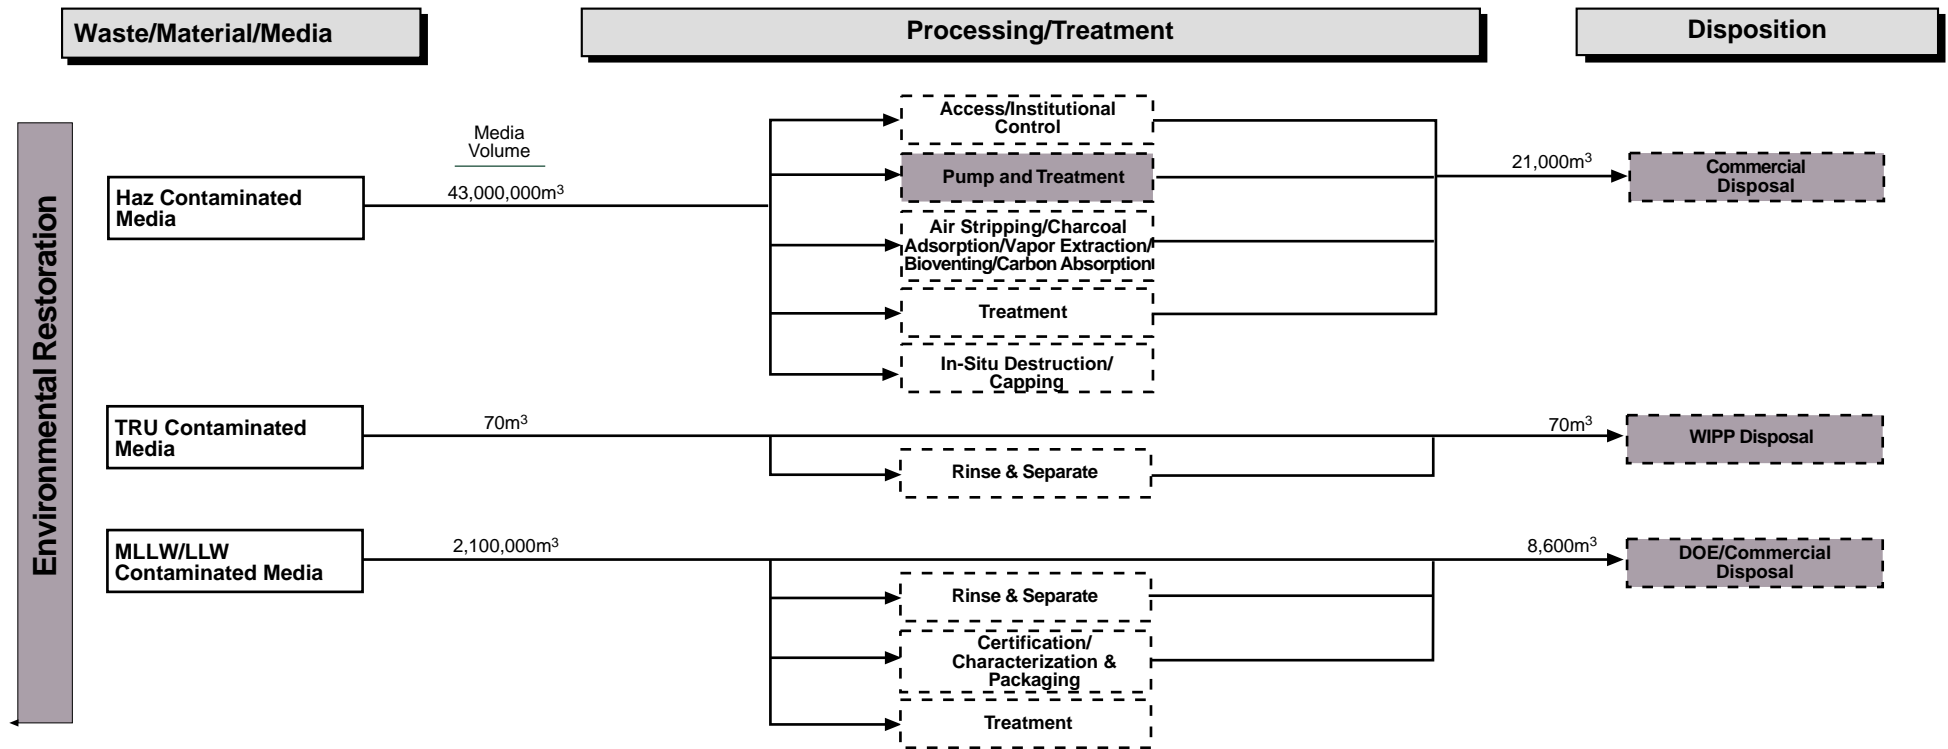 Waste/Material/Media
Processing/Treatment
Disposition
Environmental Restoration
Media
Volume
Haz Contaminated
Media
43,000,000m³
Access/Institutional
Control
Pump and Treatment
Air Stripping/Charcoal
Adsorption/Vapor Extraction/
Bioventing/Carbon Absorption
Treatment
In-Situ Destruction/
Capping
21,000m³
Commercial
Disposal
TRU Contaminated
Media
70m³
Rinse & Separate
70m³
WIPP Disposal
MLLW/LLW
Contaminated Media
2,100,000m³
Rinse & Separate
Certification/
Characterization &
Packaging
Treatment
8,600m³
DOE/Commercial
Disposal